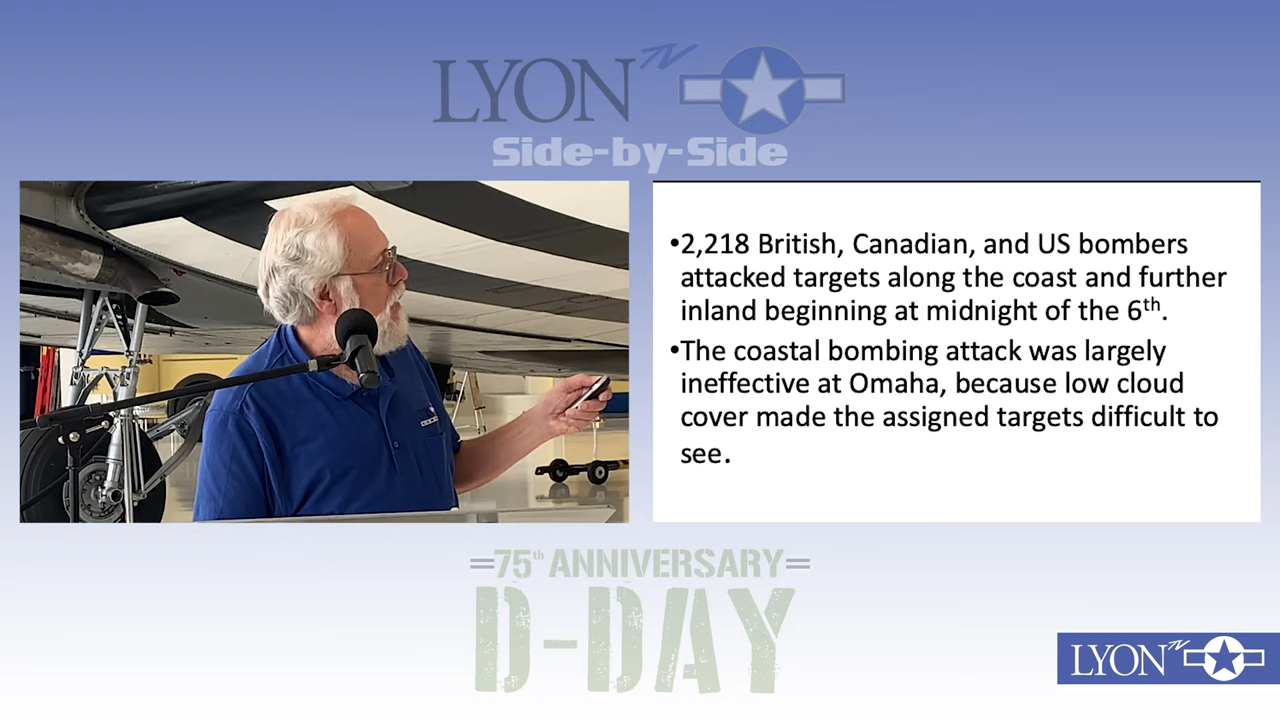 LYON TV
Side-by-Side
•2,218 British, Canadian, and US bombers
attacked targets along the coast and further
inland beginning at midnight of the 6th.
•The coastal bombing attack was largely
ineffective at Omaha, because low cloud
cover made the assigned targets difficult to
see.
=75th ANNIVERSARY=
D-DAY
LYON TV